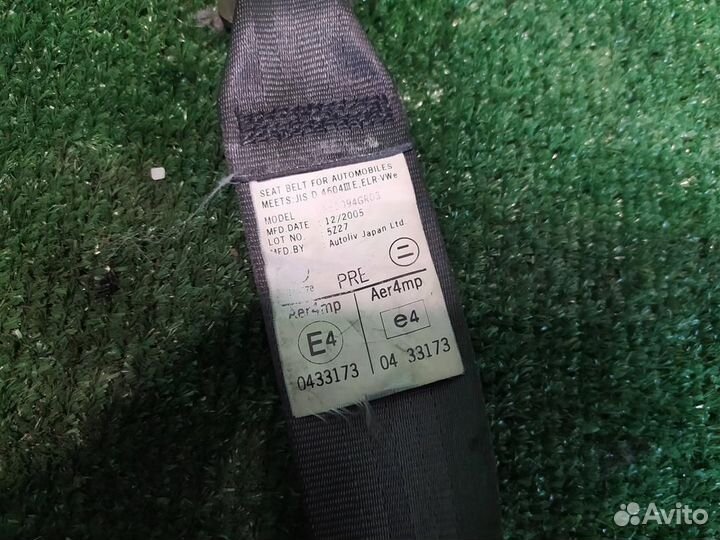 SEAT BELT FOR AUTOMOBILES
MEETS:JIS D 4604ⅢE,ELR-VWe
MODEL
MFD.DATE : 12/2005
LOT NO. : 5Z27
MFD.BY : Autoliv Japan Ltd.
PRE
Aer4mp Aer4mp
E4 e4
0433173 04 33173
Avito